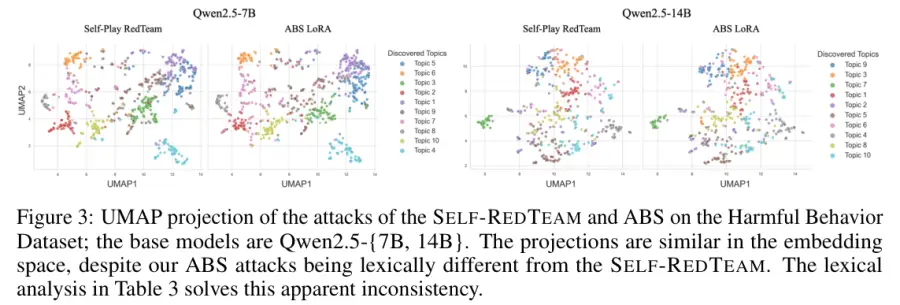 Qwen2.5-7B
Qwen2.5-14B
Self-Play RedTeam
ABS LoRA
Self-Play RedTeam
ABS LoRA
Discovered Topics
Topic 5
Topic 6
Topic 3
Topic 2
Topic 1
Topic 9
Topic 7
Topic 8
Topic 10
Topic 4
Discovered Topics
Topic 9
Topic 3
Topic 7
Topic 1
Topic 2
Topic 5
Topic 6
Topic 4
Topic 8
Topic 10
UMAP2
UMAP1
UMAP1
UMAP1
UMAP1
Figure 3: UMAP projection of the attacks of the SELF-REDTEAM and ABS on the Harmful Behavior
Dataset; the base models are Qwen2.5-{7B, 14B}. The projections are similar in the embedding
space, despite our ABS attacks being lexically different from the SELF-REDTEAM. The lexical
analysis in Table 3 solves this apparent inconsistency.